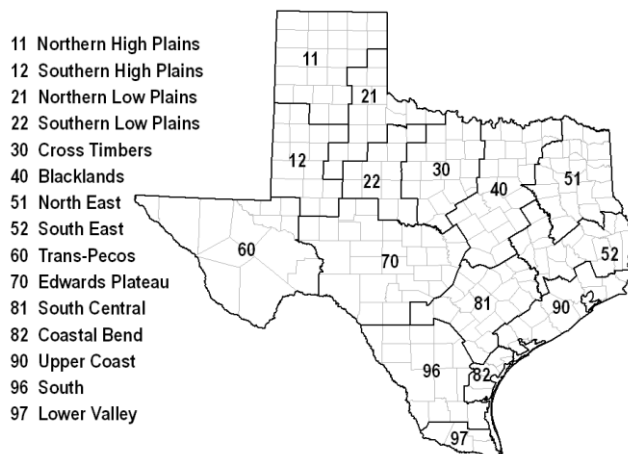 11 Northern High Plains
12 Southern High Plains
21 Northern Low Plains
22 Southern Low Plains
30 Cross Timbers
40 Blacklands
51 North East
52 South East
60 Trans-Pecos
70 Edwards Plateau
81 South Central
82 Coastal Bend
90 Upper Coast
96 South
97 Lower Valley
11
21
12
22
30
40
51
52
60
70
81
90
96
82
97